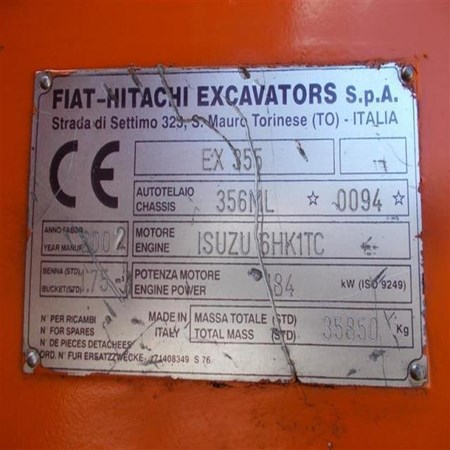 FIAT-HITACHI EXCAVATORS S.p.A.
Strada di Settimo 323, S. Mauro Torinese (TO) - ITALIA
CE
EX 355
AUTOTELAIO
CHASSIS
356ML ☆ 0094 ☆
ANNO FABBR.
YEAR MANUF.
2002
MOTORE
ENGINE
ISUZU 6HK1TC
BENNA (STD)
BUCKET (STD)
POTENZA MOTORE
ENGINE POWER
184
kW (ISO 9249)
N° PER RICAMBI
N° FOR SPARES
N° DE PIECES DETACHEES
ORD. N° FUR ERSATZZWECKE
MADE IN
ITALY
MASSA TOTALE (STD)
TOTAL MASS (STD)
35850
Kg
271408349 S 76